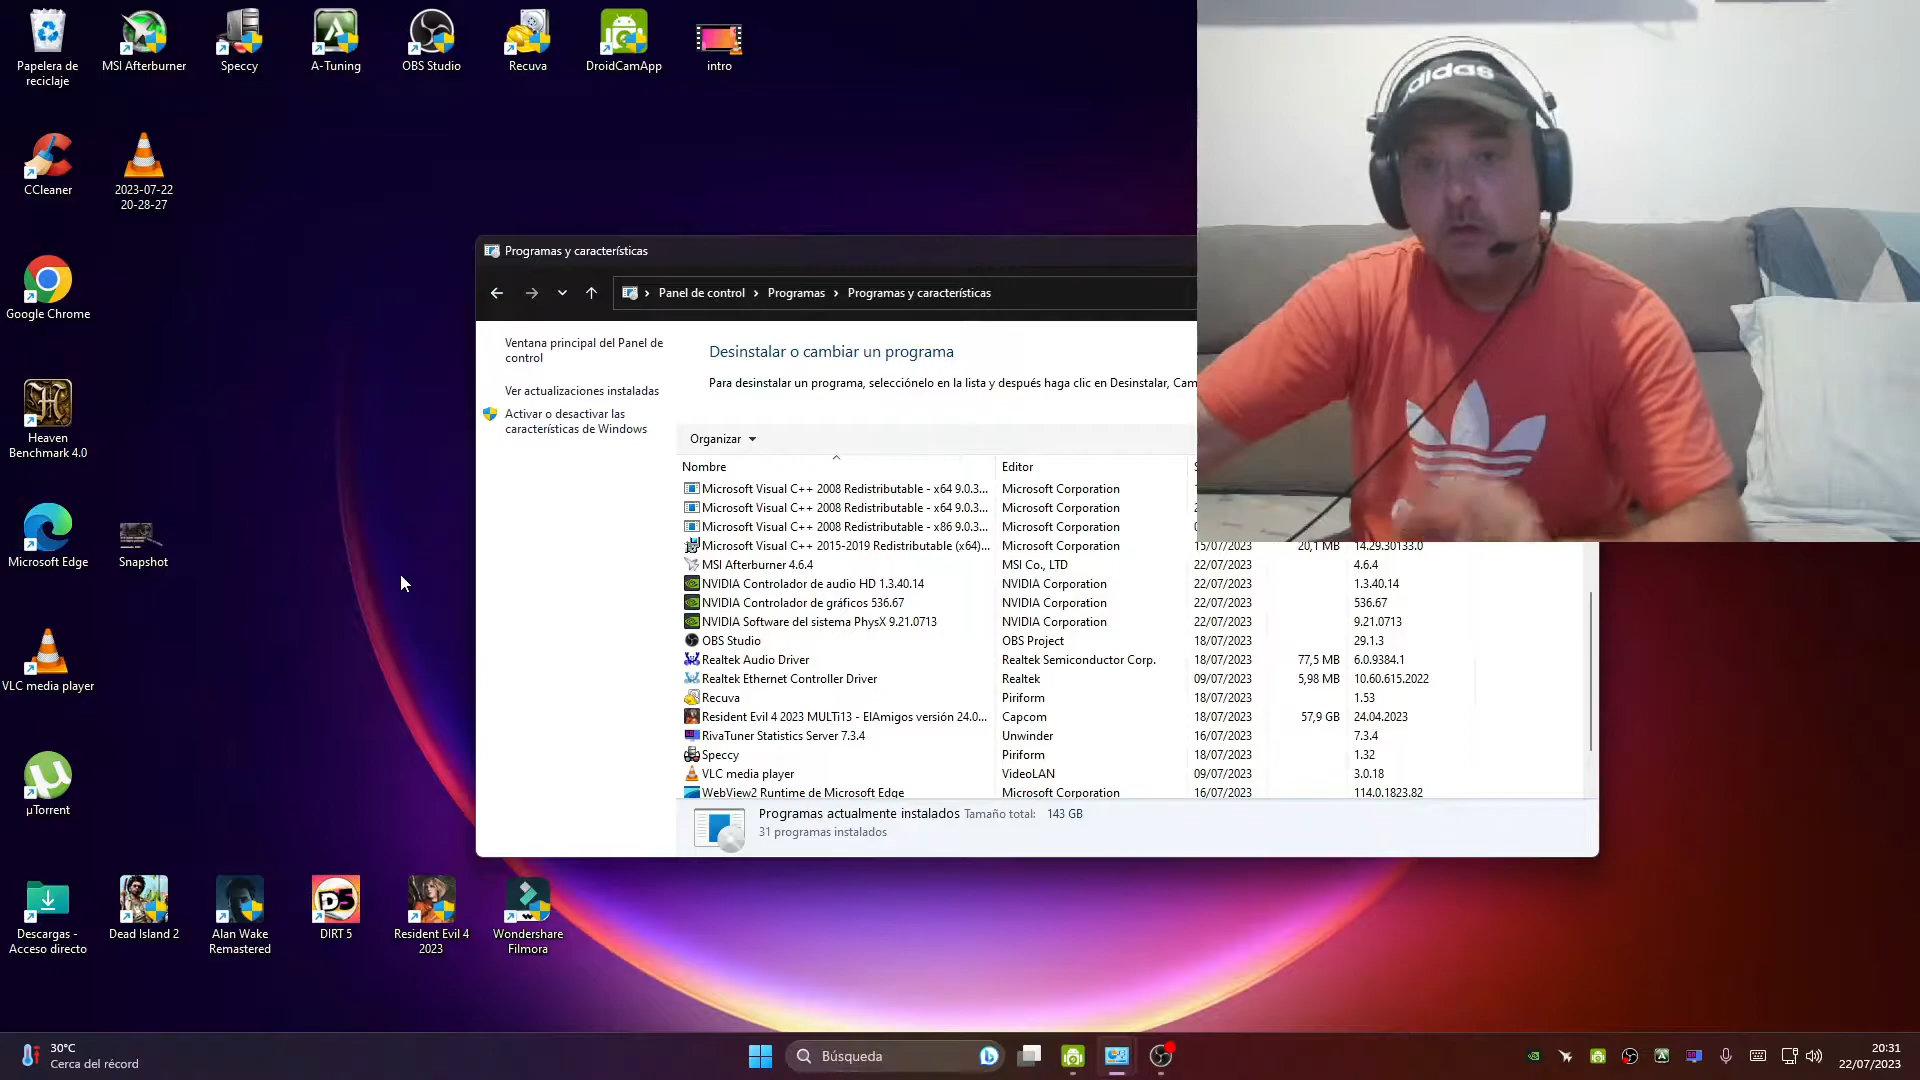 Papelera de
reciclaje
MSI Afterburner
Speccy
A-Tuning
OBS Studio
Recuva
DroidCamApp
intro
CCleaner
2023-07-22
20-28-27
Google Chrome
Heaven
Benchmark 4.0
Microsoft Edge
Snapshot
VLC media player
µTorrent
Descargas -
Acceso directo
Dead Island 2
Alan Wake
Remastered
DIRT 5
Resident Evil 4
2023
Wondershare
Filmora
adidas
Programas y características
Panel de control > Programas > Programas y características
Ventana principal del Panel de
control
Ver actualizaciones instaladas
Activar o desactivar las
características de Windows
Desinstalar o cambiar un programa
Para desinstalar un programa, selecciónelo en la lista y después haga clic en Desinstalar, Cam
Organizar
Nombre Editor
Microsoft Visual C++ 2008 Redistributable - x64 9.0.3... Microsoft Corporation
Microsoft Visual C++ 2008 Redistributable - x64 9.0.3... Microsoft Corporation
Microsoft Visual C++ 2008 Redistributable - x86 9.0.3... Microsoft Corporation
Microsoft Visual C++ 2015-2019 Redistributable (x64)... Microsoft Corporation 15/07/2023 20,1 MB 14.29.30133.0
MSI Afterburner 4.6.4 MSI Co., LTD 22/07/2023 4.6.4
NVIDIA Controlador de audio HD 1.3.40.14 NVIDIA Corporation 22/07/2023 1.3.40.14
NVIDIA Controlador de gráficos 536.67 NVIDIA Corporation 22/07/2023 536.67
NVIDIA Software del sistema PhysX 9.21.0713 NVIDIA Corporation 22/07/2023 9.21.0713
OBS Studio OBS Project 18/07/2023 29.1.3
Realtek Audio Driver Realtek Semiconductor Corp. 18/07/2023 77,5 MB 6.0.9384.1
Realtek Ethernet Controller Driver Realtek 09/07/2023 5,98 MB 10.60.615.2022
Recuva Piriform 18/07/2023 1.53
Resident Evil 4 2023 MULTi13 - ElAmigos versión 24.0... Capcom 18/07/2023 57,9 GB 24.04.2023
RivaTuner Statistics Server 7.3.4 Unwinder 16/07/2023 7.3.4
Speccy Piriform 18/07/2023 1.32
VLC media player VideoLAN 09/07/2023 3.0.18
WebView2 Runtime de Microsoft Edge Microsoft Corporation 16/07/2023 114.0.1823.82
Programas actualmente instalados Tamaño total: 143 GB
31 programas instalados
30°C
Cerca del récord
Búsqueda
20:31
22/07/2023